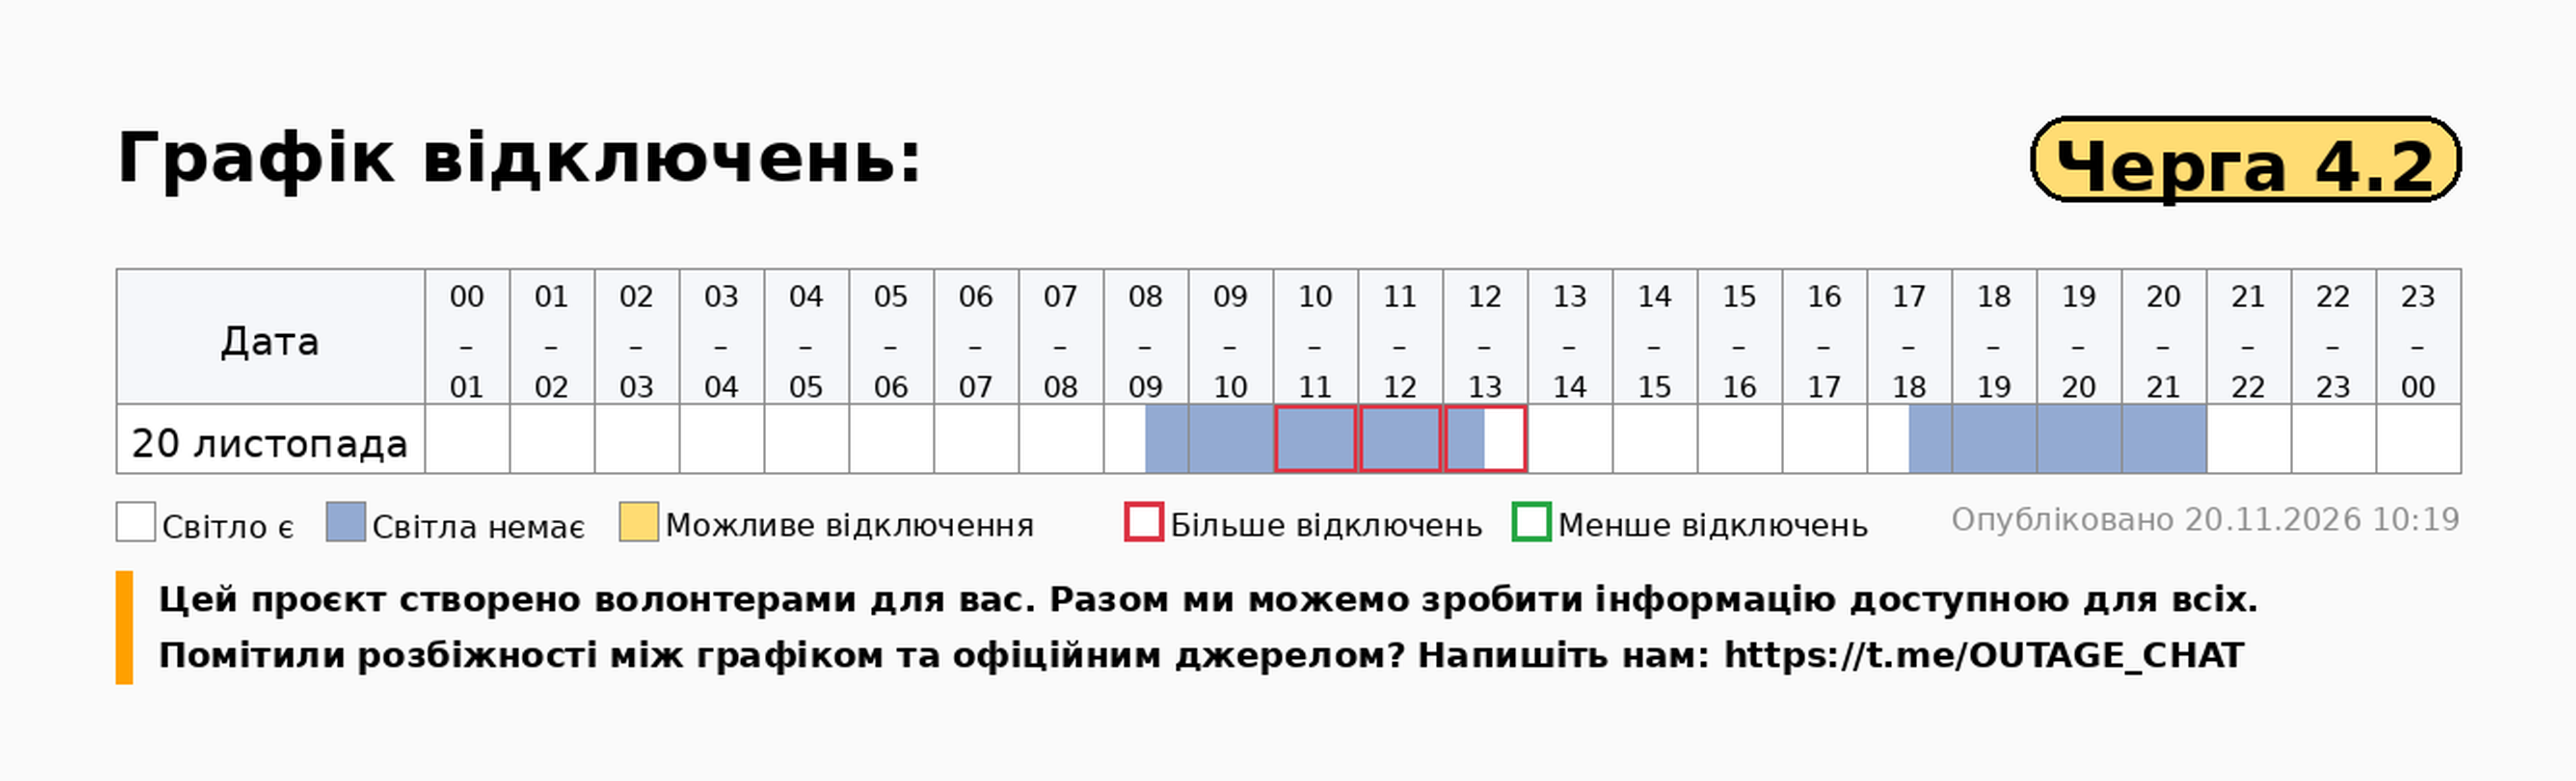 Графік відключень:
Черга 4.2
Дата
00 – 01
01 – 02
02 – 03
03 – 04
04 – 05
05 – 06
06 – 07
07 – 08
08 – 09
09 – 10
10 – 11
11 – 12
12 – 13
13 – 14
14 – 15
15 – 16
16 – 17
17 – 18
18 – 19
19 – 20
20 – 21
21 – 22
22 – 23
23 – 00
20 листопада
Світло є
Світла немає
Можливе відключення
Більше відключень
Менше відключень
Опубліковано 20.11.2026 10:19
Цей проєкт створено волонтерами для вас. Разом ми можемо зробити інформацію доступною для всіх.
Помітили розбіжності між графіком та офіційним джерелом? Напишіть нам: https://t.me/OUTAGE_CHAT